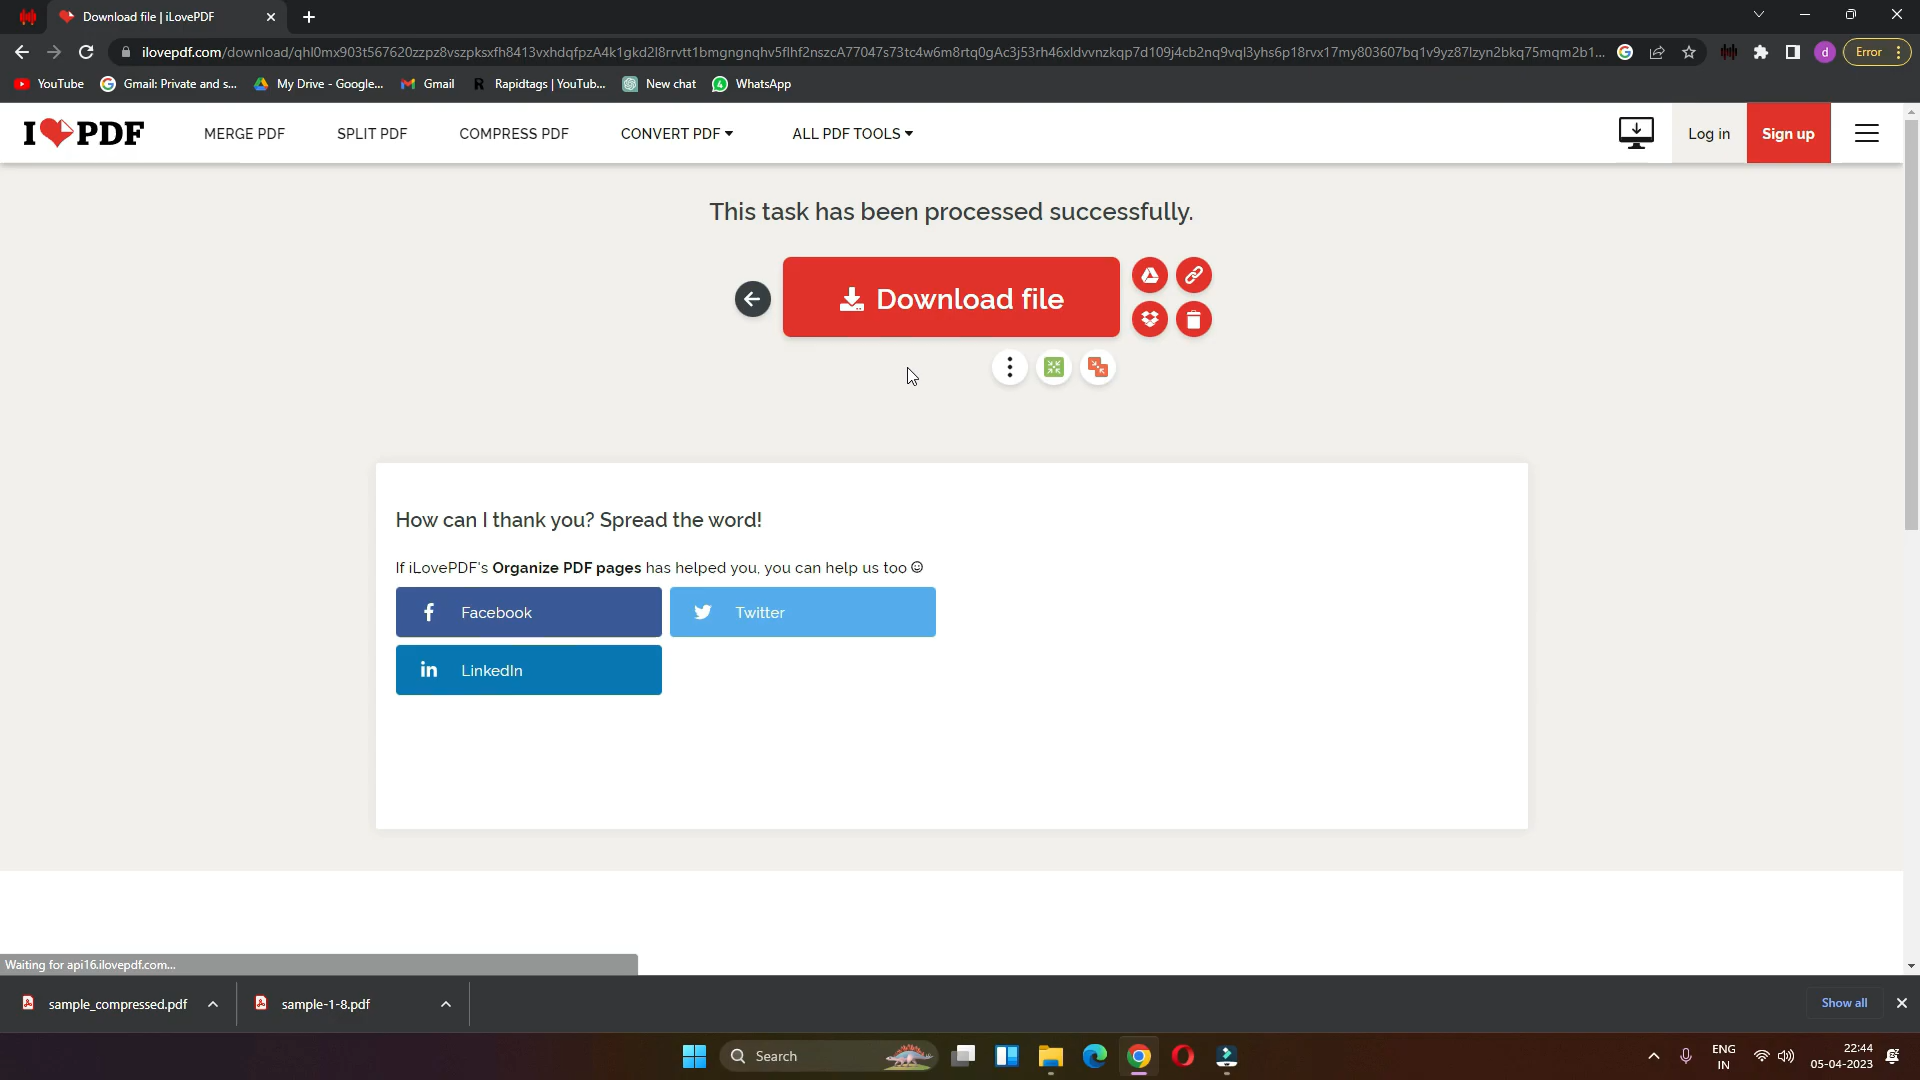 Download file | iLovePDF
YouTube
Gmail: Private and s...
My Drive - Google...
Gmail
Rapidtags | YouTub...
New chat
WhatsApp
Error
I PDF
MERGE PDF
SPLIT PDF
COMPRESS PDF
CONVERT PDF
ALL PDF TOOLS
Log in
Sign up
This task has been processed successfully.
Download file
How can I thank you? Spread the word!
If iLovePDF's Organize PDF pages has helped you, you can help us too
Facebook
Twitter
LinkedIn
Waiting for api16.ilovepdf.com...
sample_compressed.pdf
sample-1-8.pdf
Show all
Search
ENG
IN
22:44
05-04-2023